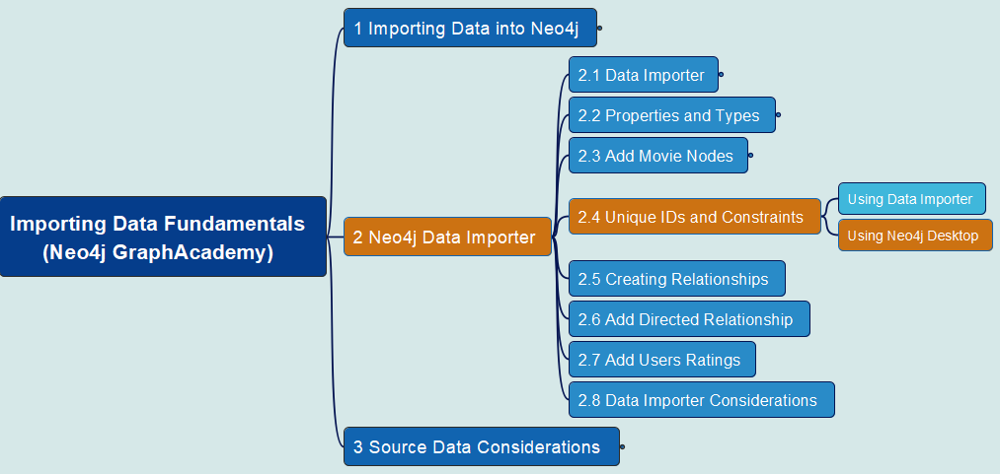 1 Importing Data into Neo4j
2.1 Data Importer
2.2 Properties and Types
2.3 Add Movie Nodes
Importing Data Fundamentals
(Neo4j GraphAcademy)
2 Neo4j Data Importer
2.4 Unique IDs and Constraints
Using Data Importer
Using Neo4j Desktop
2.5 Creating Relationships
2.6 Add Directed Relationship
2.7 Add Users Ratings
2.8 Data Importer Considerations
3 Source Data Considerations